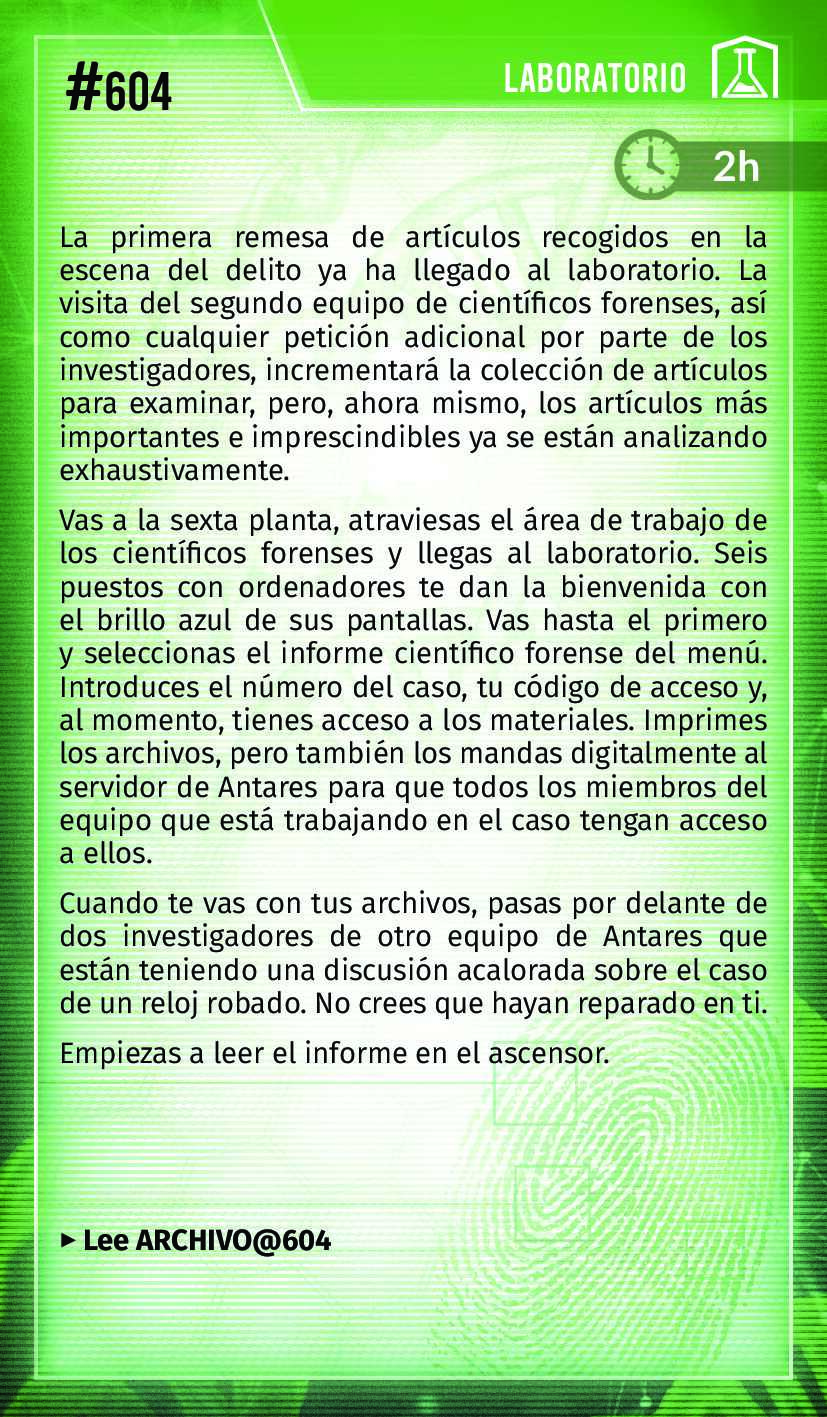 #604
LABORATORIO
2h
La primera remesa de artículos recogidos en la
escena del delito ya ha llegado al laboratorio. La
visita del segundo equipo de científicos forenses, así
como cualquier petición adicional por parte de los
investigadores, incrementará la colección de artículos
para examinar, pero, ahora mismo, los artículos más
importantes e imprescindibles ya se están analizando
exhaustivamente.
Vas a la sexta planta, atraviesas el área de trabajo de
los científicos forenses y llegas al laboratorio. Seis
puestos con ordenadores te dan la bienvenida con
el brillo azul de sus pantallas. Vas hasta el primero
y seleccionas el informe científico forense del menú.
Introduces el número del caso, tu código de acceso y,
al momento, tienes acceso a los materiales. Imprimes
los archivos, pero también los mandas digitalmente al
servidor de Antares para que todos los miembros del
equipo que está trabajando en el caso tengan acceso
a ellos.
Cuando te vas con tus archivos, pasas por delante de
dos investigadores de otro equipo de Antares que
están teniendo una discusión acalorada sobre el caso
de un reloj robado. No crees que hayan reparado en ti.
Empiezas a leer el informe en el ascensor.
▶ Lee ARCHIVO@604